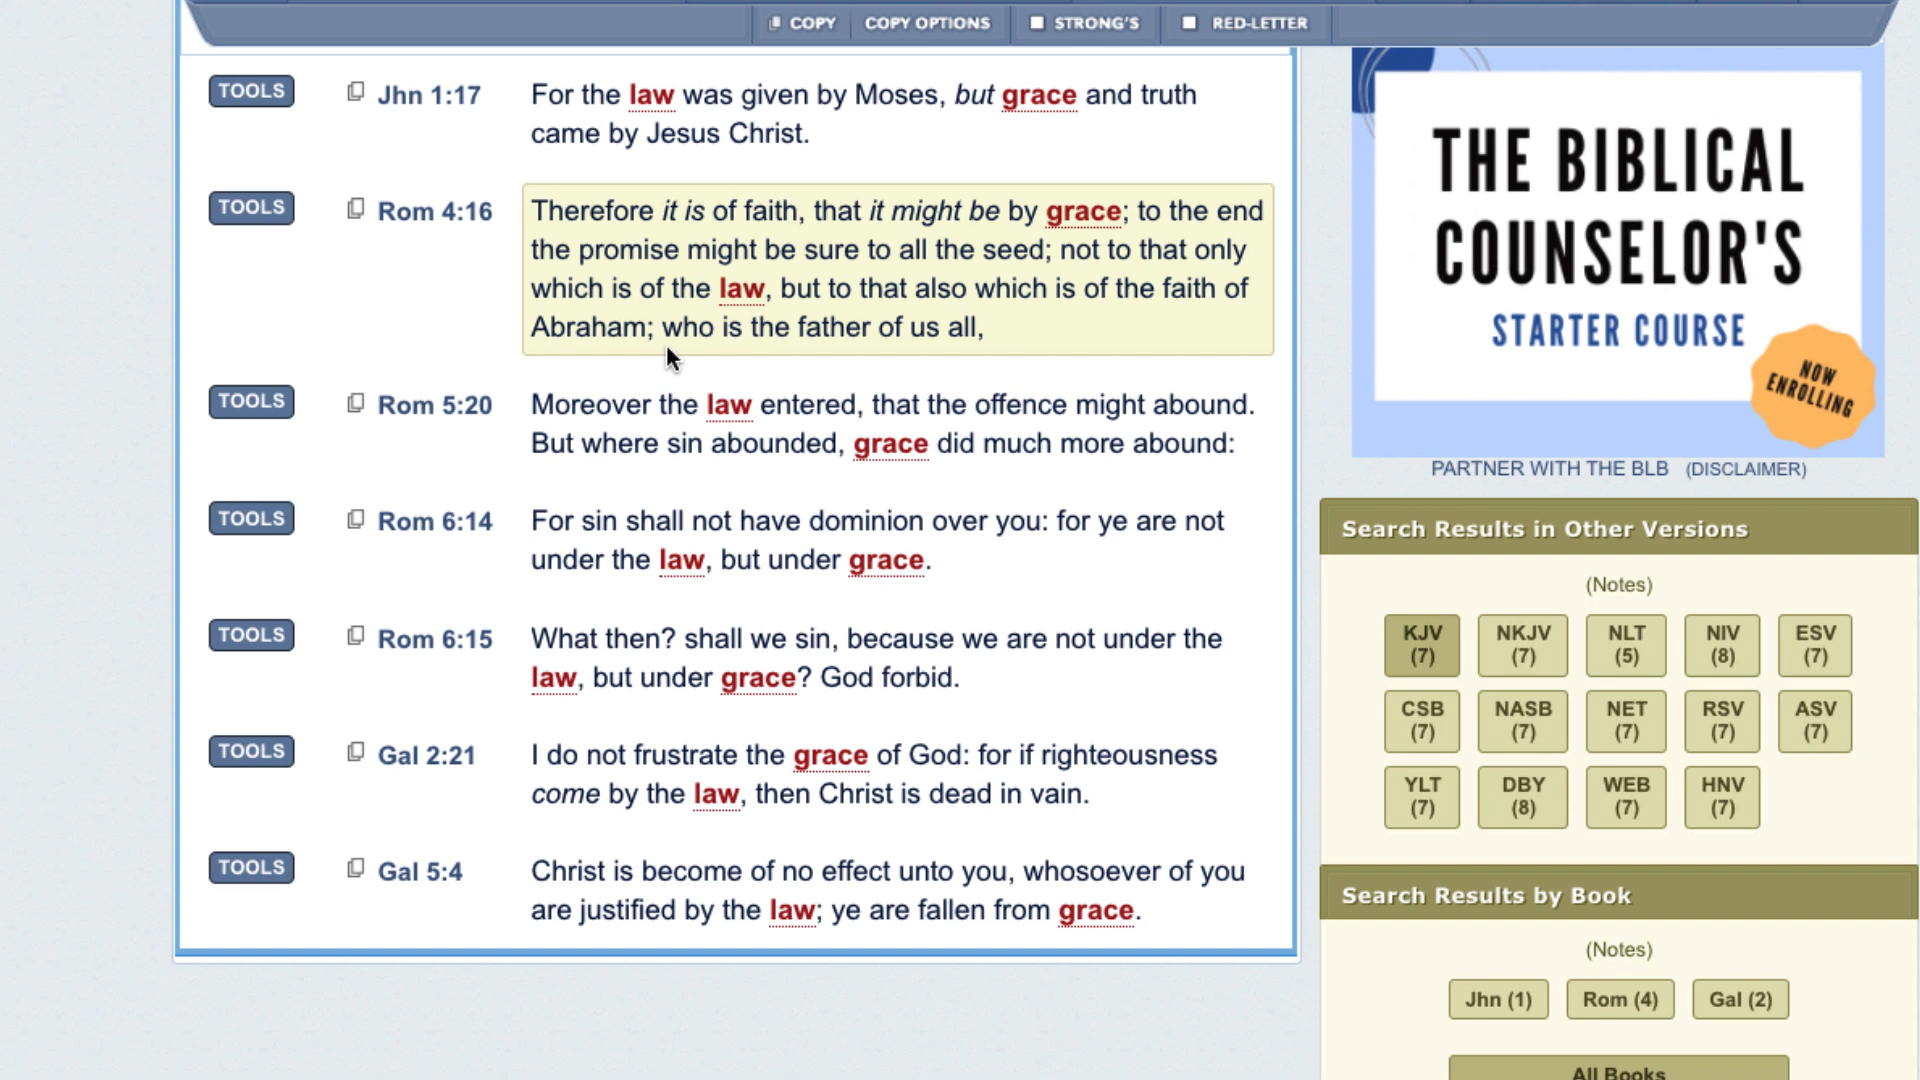 COPY COPY OPTIONS STRONG'S RED-LETTER
TOOLS Jhn 1:17 For the law was given by Moses, but grace and truth
came by Jesus Christ.
TOOLS Rom 4:16 Therefore it is of faith, that it might be by grace; to the end
the promise might be sure to all the seed; not to that only
which is of the law, but to that also which is of the faith of
Abraham; who is the father of us all,
TOOLS Rom 5:20 Moreover the law entered, that the offence might abound.
But where sin abounded, grace did much more abound:
TOOLS Rom 6:14 For sin shall not have dominion over you: for ye are not
under the law, but under grace.
TOOLS Rom 6:15 What then? shall we sin, because we are not under the
law, but under grace? God forbid.
TOOLS Gal 2:21 I do not frustrate the grace of God: for if righteousness
come by the law, then Christ is dead in vain.
TOOLS Gal 5:4 Christ is become of no effect unto you, whosoever of you
are justified by the law; ye are fallen from grace.
THE BIBLICAL
COUNSELOR'S
STARTER COURSE
NOW
ENROLLING
PARTNER WITH THE BLB (DISCLAIMER)
Search Results in Other Versions
(Notes)
KJV NKJV NLT NIV ESV
(7) (7) (5) (8) (7)
CSB NASB NET RSV ASV
(7) (7) (7) (7) (7)
YLT DBY WEB HNV
(7) (8) (7) (7)
Search Results by Book
(Notes)
Jhn (1) Rom (4) Gal (2)
All Books